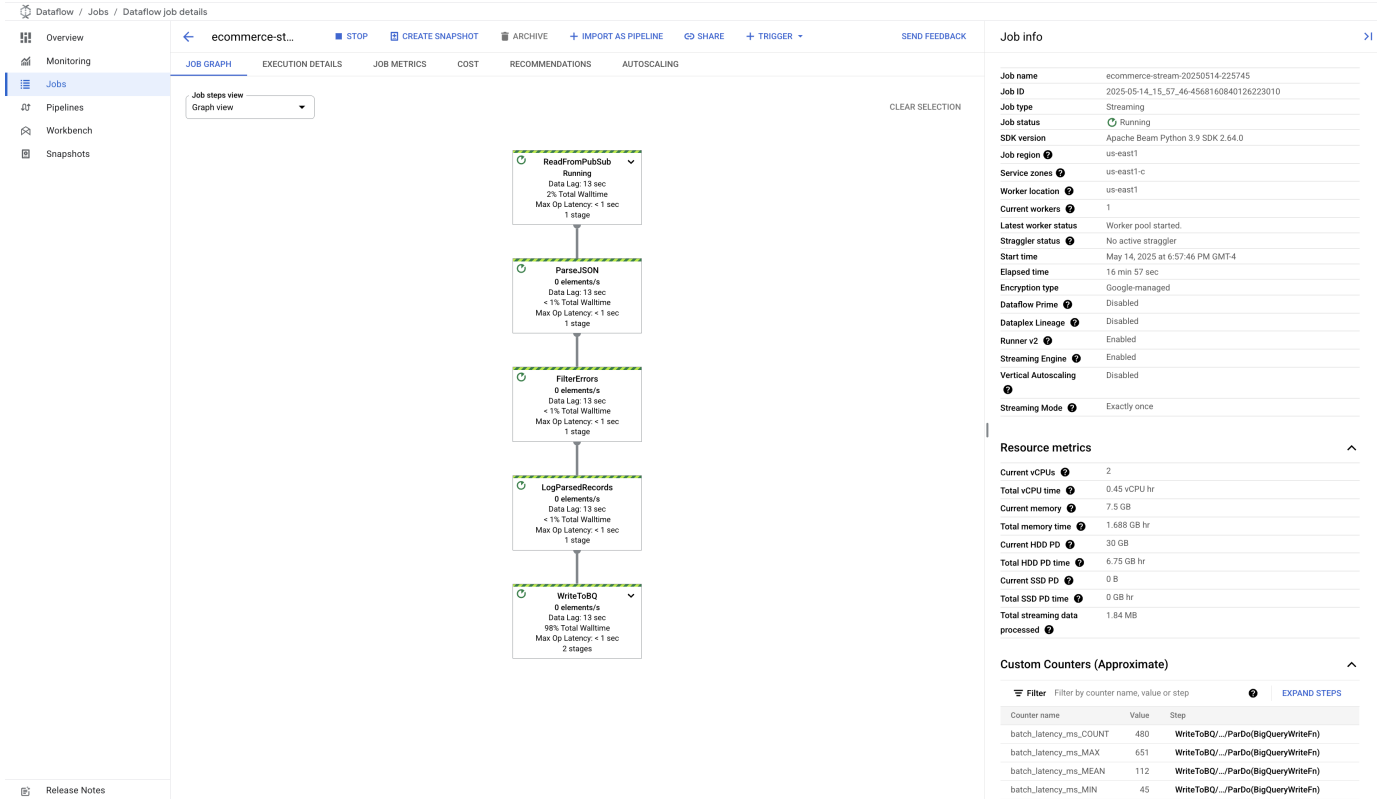 Dataflow / Jobs / Dataflow job details
Overview
Monitoring
Jobs
Pipelines
Workbench
Snapshots
Release Notes
ecommerce-st...
STOP
CREATE SNAPSHOT
ARCHIVE
IMPORT AS PIPELINE
SHARE
TRIGGER
SEND FEEDBACK
JOB GRAPH
EXECUTION DETAILS
JOB METRICS
COST
RECOMMENDATIONS
AUTOSCALING
Job steps view
Graph view
CLEAR SELECTION
ReadFromPubSub
Running
Data Lag: 13 sec
2% Total Walltime
Max Op Latency: < 1 sec
1 stage
ParseJSON
0 elements/s
Data Lag: 13 sec
< 1% Total Walltime
Max Op Latency: < 1 sec
1 stage
FilterErrors
0 elements/s
Data Lag: 13 sec
< 1% Total Walltime
Max Op Latency: < 1 sec
1 stage
LogParsedRecords
0 elements/s
Data Lag: 13 sec
< 1% Total Walltime
Max Op Latency: < 1 sec
1 stage
WriteToBQ
0 elements/s
Data Lag: 13 sec
98% Total Walltime
Max Op Latency: < 1 sec
2 stages
Job info
Job name ecommerce-stream-20250514-225745
Job ID 2025-05-14_15_57_46-4568160840126223010
Job type Streaming
Job status Running
SDK version Apache Beam Python 3.9 SDK 2.64.0
Job region us-east1
Service zones us-east1-c
Worker location us-east1
Current workers 1
Latest worker status Worker pool started.
Straggler status No active straggler
Start time May 14, 2025 at 6:57:46 PM GMT-4
Elapsed time 16 min 57 sec
Encryption type Google-managed
Dataflow Prime Disabled
Dataplex Lineage Disabled
Runner v2 Enabled
Streaming Engine Enabled
Vertical Autoscaling Disabled
Streaming Mode Exactly once
Resource metrics
Current vCPUs 2
Total vCPU time 0.45 vCPU hr
Current memory 7.5 GB
Total memory time 1.688 GB hr
Current HDD PD 30 GB
Total HDD PD time 6.75 GB hr
Current SSD PD 0 B
Total SSD PD time 0 GB hr
Total streaming data 1.84 MB
processed
Custom Counters (Approximate)
Filter Filter by counter name, value or step EXPAND STEPS
Counter name Value Step
batch_latency_ms_COUNT 480 WriteToBQ/.../ParDo(BigQueryWriteFn)
batch_latency_ms_MAX 651 WriteToBQ/.../ParDo(BigQueryWriteFn)
batch_latency_ms_MEAN 112 WriteToBQ/.../ParDo(BigQueryWriteFn)
batch_latency_ms_MIN 45 WriteToBQ/.../ParDo(BigQueryWriteFn)